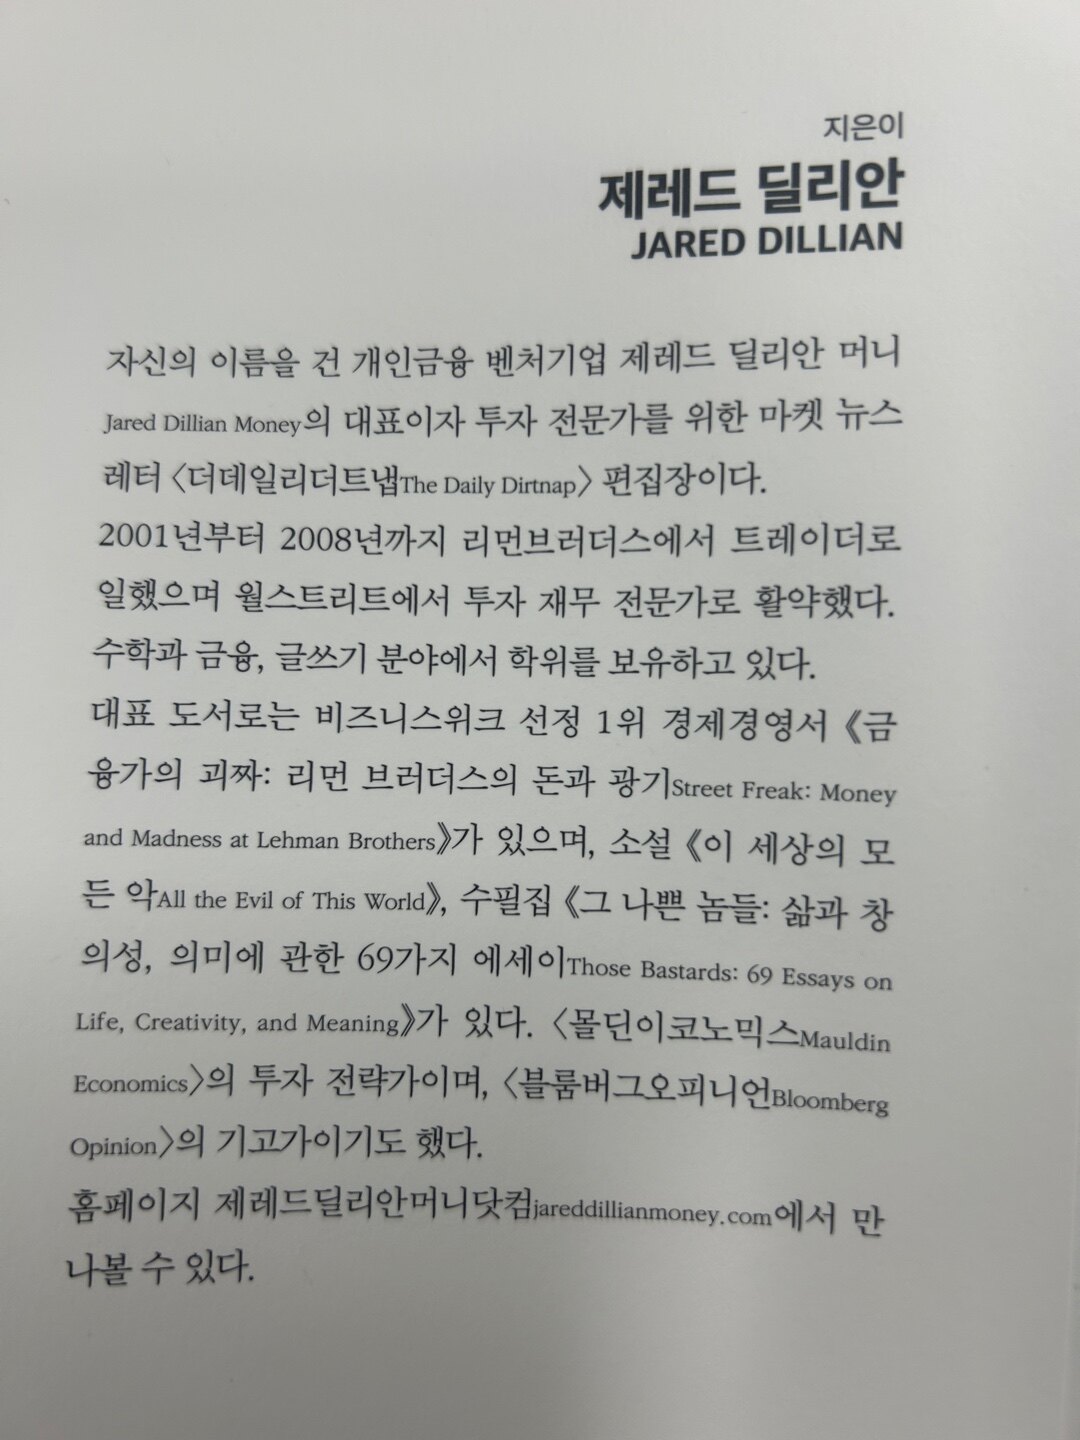 지은이
제레드 딜리안
JARED DILLIAN
자신의 이름을 건 개인금융 벤처기업 제레드 딜리안 머니
Jared Dillian Money의 대표이자 투자 전문가를 위한 마켓 뉴스
레터 〈더데일리더트냅The Daily Dirtnap〉 편집장이다.
2001년부터 2008년까지 리먼브러더스에서 트레이더로
일했으며 월스트리트에서 투자 재무 전문가로 활약했다.
수학과 금융, 글쓰기 분야에서 학위를 보유하고 있다.
대표 도서로는 비즈니스위크 선정 1위 경제경영서 《금
융가의 괴짜: 리먼 브러더스의 돈과 광기Street Freak: Money
and Madness at Lehman Brothers》가 있으며, 소설 《이 세상의 모
든 악All the Evil of This World》, 수필집 《그 나쁜 놈들: 삶과 창
의성, 의미에 관한 69가지 에세이Those Bastards: 69 Essays on
Life, Creativity, and Meaning》가 있다. 〈몰딘이코노믹스Mauldin
Economics〉의 투자 전략가이며, 〈블룸버그오피니언Bloomberg
Opinion〉의 기고가이기도 했다.
홈페이지 제레드딜리안머니닷컴jareddillianmoney.com에서 만
나볼 수 있다.